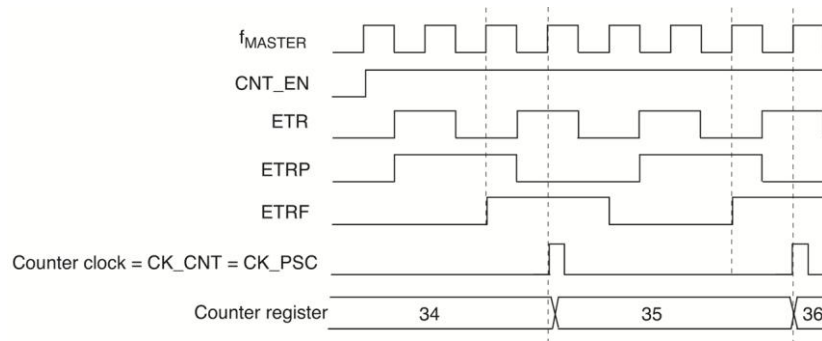 fMASTER
CNT_EN
ETR
ETRP
ETRF
Counter clock = CK_CNT = CK_PSC
Counter register 34 35 36